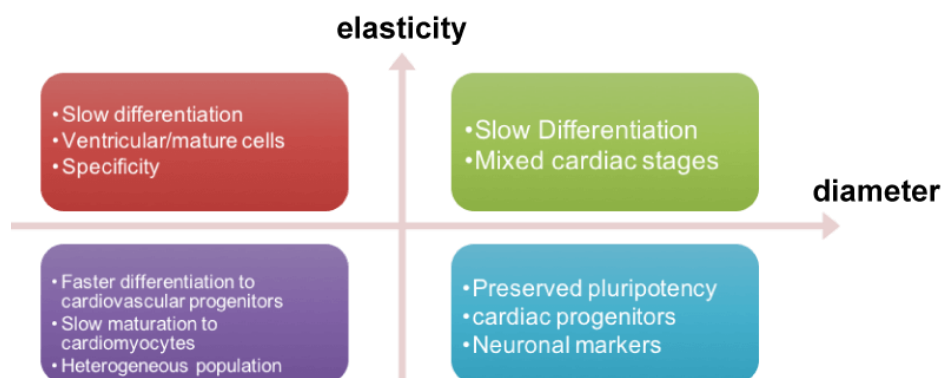 elasticity
• Slow differentiation
• Ventricular/mature cells
• Specificity
•Slow Differentiation
•Mixed cardiac stages
diameter
• Faster differentiation to
cardiovascular progenitors
• Slow maturation to
cardiomyocytes
• Heterogeneous population
•Preserved pluripotency
•cardiac progenitors
•Neuronal markers